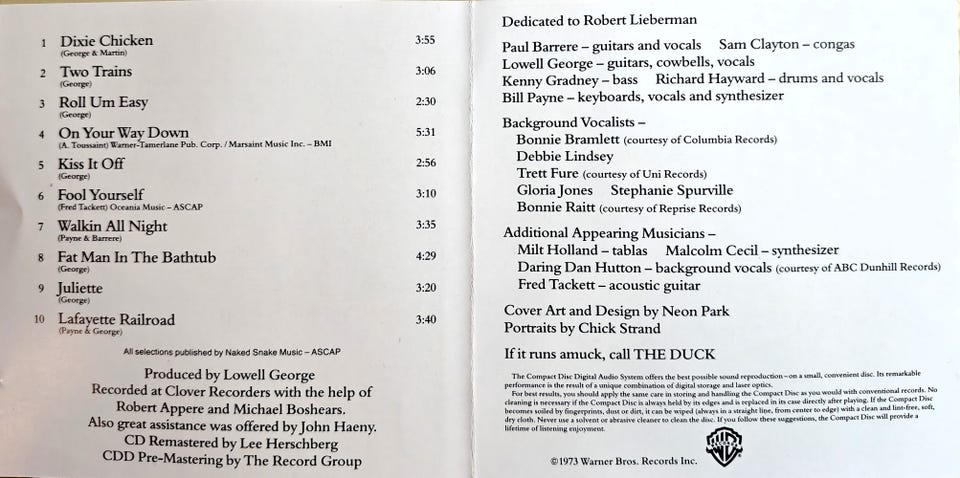 1 Dixie Chicken 3:55
(George & Martin)
2 Two Trains 3:06
(George)
3 Roll Um Easy 2:30
(George)
4 On Your Way Down 5:31
(A. Toussaint) Warner-Tamerlane Pub. Corp. / Marsaint Music Inc. – BMI
5 Kiss It Off 2:56
(George)
6 Fool Yourself 3:10
(Fred Tackett) Oceania Music – ASCAP
7 Walkin All Night 3:35
(Payne & Barrere)
8 Fat Man In The Bathtub 4:29
(George)
9 Juliette 3:20
(George)
10 Lafayette Railroad 3:40
(Payne & George)
All selections published by Naked Snake Music – ASCAP
Produced by Lowell George
Recorded at Clover Recorders with the help of
Robert Appere and Michael Boshears.
Also great assistance was offered by John Haeny.
CD Remastered by Lee Herschberg
CDD Pre-Mastering by The Record Group
Dedicated to Robert Lieberman
Paul Barrere – guitars and vocals Sam Clayton – congas
Lowell George – guitars, cowbells, vocals
Kenny Gradney – bass Richard Hayward – drums and vocals
Bill Payne – keyboards, vocals and synthesizer
Background Vocalists –
Bonnie Bramlett (courtesy of Columbia Records)
Debbie Lindsey
Trett Fure (courtesy of Uni Records)
Gloria Jones Stephanie Spurville
Bonnie Raitt (courtesy of Reprise Records)
Additional Appearing Musicians –
Milt Holland – tablas Malcolm Cecil – synthesizer
Daring Dan Hutton – background vocals (courtesy of ABC Dunhill Records)
Fred Tackett – acoustic guitar
Cover Art and Design by Neon Park
Portraits by Chick Strand
If it runs amuck, call THE DUCK
The Compact Disc Digital Audio System offers the best possible sound reproduction – on a small, convenient disc. Its remarkable
performance is the result of a unique combination of digital storage and laser optics.
For best results, you should apply the same care in storing and handling the Compact Disc as you would with conventional records. No
cleaning is necessary if the Compact Disc is always held by its edges and is replaced in its case directly after playing. If the Compact Disc
becomes soiled by fingerprints, dust or dirt, it can be wiped (always in a straight line, from center to edge) with a clean and lint-free, soft,
dry cloth. Never use a solvent or abrasive cleaner to clean the disc. If you follow these suggestions, the Compact Disc will provide a
lifetime of listening enjoyment.
©1973 Warner Bros. Records Inc.
WB